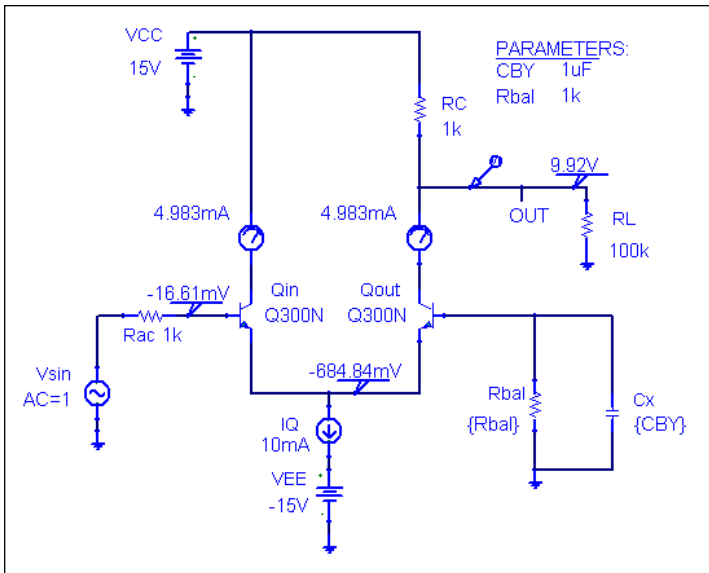 VCC
15V
PARAMETERS:
CBY 1uF
Rbal 1k
RC
1k
9.92V
4.983mA
4.983mA
OUT
RL
100k
-16.61mV
Qin
Q300N
Qout
Q300N
Rac 1k
Vsin
AC=1
-684.84mV
Rbal
{Rbal}
Cx
{CBY}
IQ
10mA
VEE
-15V